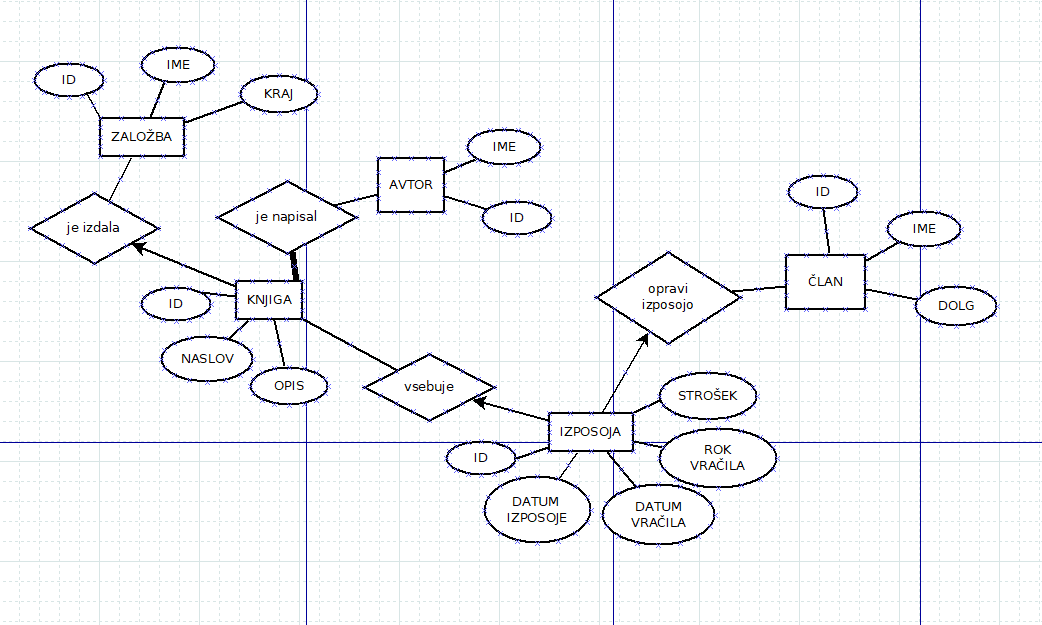 IME
ID
KRAJ
ZALOŽBA
IME
AVTOR
ID
je napisal
ID
je izdala
IME
ČLAN
opravi
izposojo
KNJIGA
ID
DOLG
NASLOV
OPIS
vsebuje
STROŠEK
IZPOSOJA
ROK
VRAČILA
ID
DATUM
IZPOSOJE
DATUM
VRAČILA